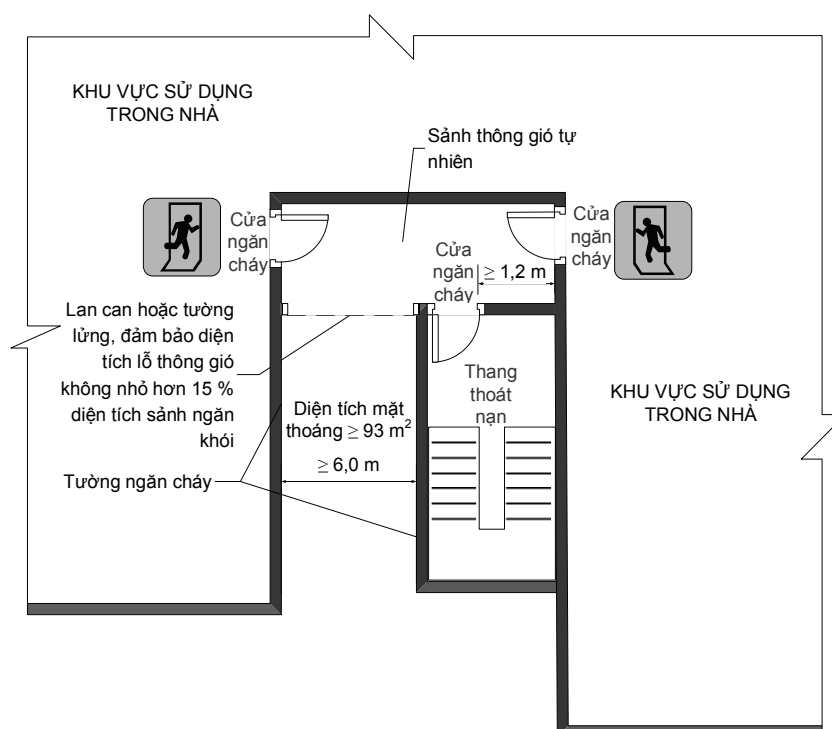 KHU VỰC SỬ DỤNG
TRONG NHÀ
Sảnh thông gió tự
nhiên
Cửa
ngăn
cháy
Cửa
ngăn
cháy
Cửa
ngăn
cháy
≥ 1,2 m
Lan can hoặc tường
lửng, đảm bảo diện
tích lỗ thông gió
không nhỏ hơn 15 %
diện tích sảnh ngăn
khói
Thang
thoát
nạn
KHU VỰC SỬ DỤNG
TRONG NHÀ
Diện tích mặt
thoáng ≥ 93 m²
≥ 6,0 m
Tường ngăn cháy